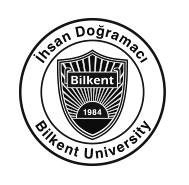 İhsan Doğramacı
Bilkent
1984
Bilkent University